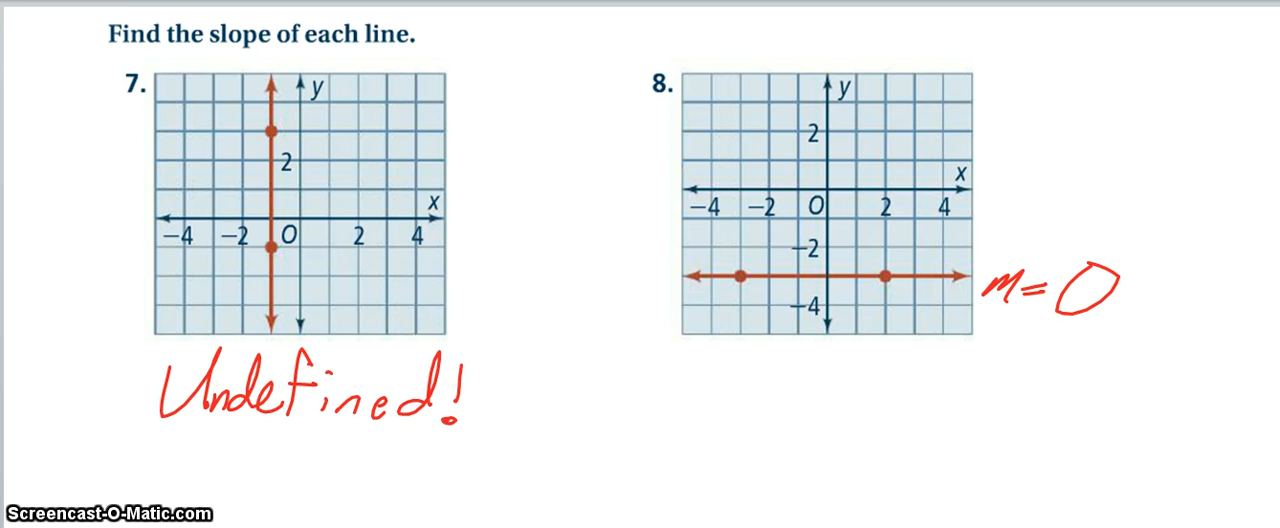 Find the slope of each line.
7.
y
2
x
−4 −2 O 2 4
Undefined!
8.
y
2
x
−4 −2 O 2 4
−2
−4
m=0
Screencast-O-Matic.com